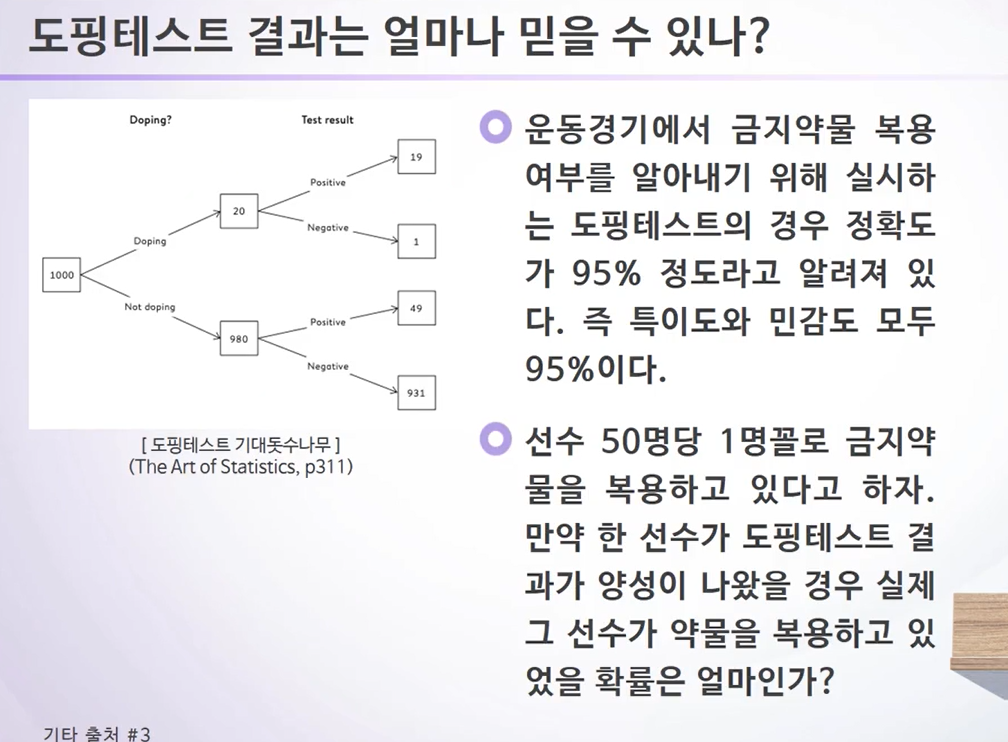 도핑테스트 결과는 얼마나 믿을 수 있나?
Doping?
Test result
1000
Doping
Not doping
20
980
Positive
Negative
Positive
Negative
19
1
49
931
[ 도핑테스트 기대돗수나무 ]
(The Art of Statistics, p311)
운동경기에서 금지약물 복용
여부를 알아내기 위해 실시하
는 도핑테스트의 경우 정확도
가 95% 정도라고 알려져 있
다. 즉 특이도와 민감도 모두
95%이다.
선수 50명당 1명꼴로 금지약
물을 복용하고 있다고 하자.
만약 한 선수가 도핑테스트 결
과가 양성이 나왔을 경우 실제
그 선수가 약물을 복용하고 있
었을 확률은 얼마인가?
기타 출처 #3